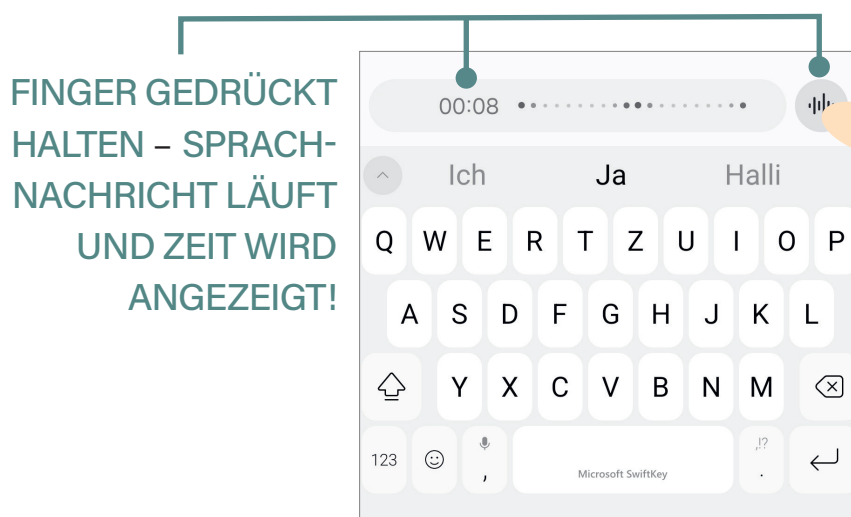 FINGER GEDRÜCKT
HALTEN – SPRACH-
NACHRICHT LÄUFT
UND ZEIT WIRD
ANGEZEIGT!
00:08
Ich Ja Halli
Q W E R T Z U I O P
A S D F G H J K L
Y X C V B N M
123 , Microsoft SwiftKey ,!? .